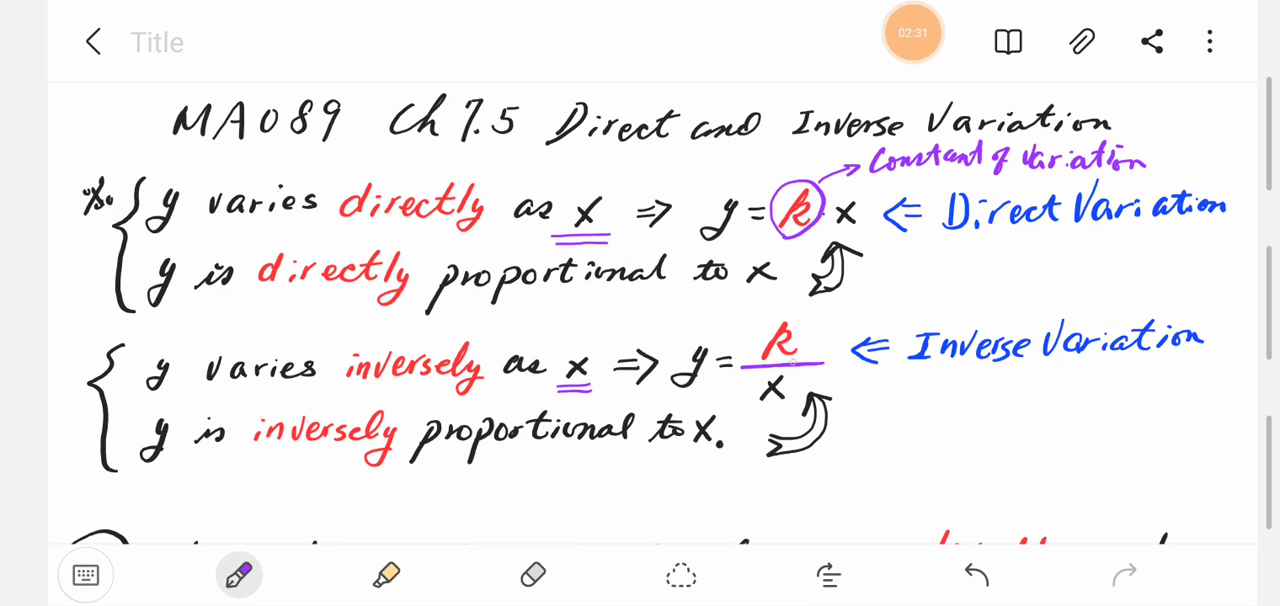 Title
02:31
MA089 Ch 7.5 Direct and Inverse Variation
Constant of Variation
y varies directly as x ⇒ y = k · x ⇐ Direct Variation
y is directly proportional to x
y varies inversely as x ⇒ y = k/x ⇐ Inverse Variation
y is inversely proportional to x.